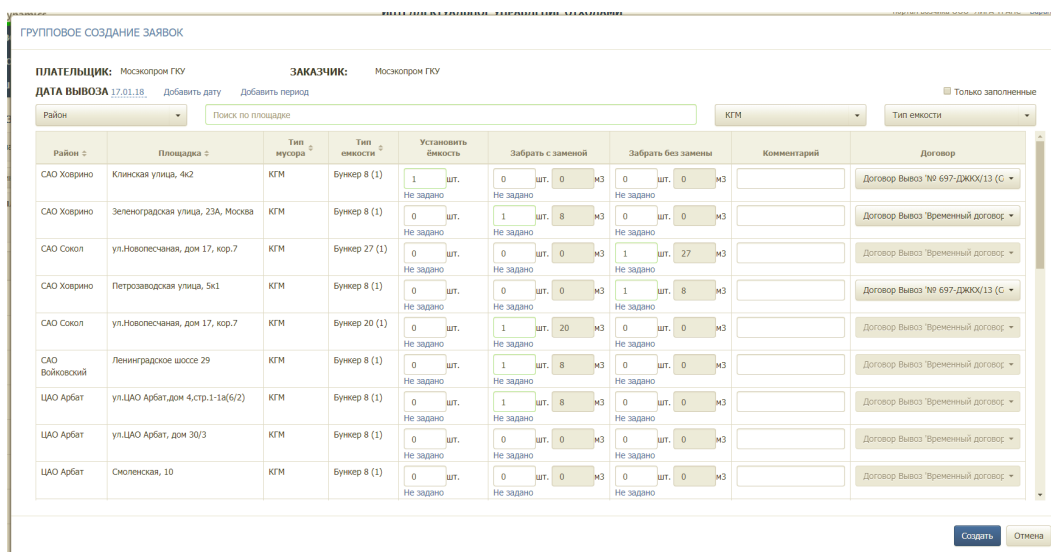 ГРУППОВОЕ СОЗДАНИЕ ЗАЯВОК
ПЛАТЕЛЬЩИК: Мосэкопром ГКУ ЗАКАЗЧИК: Мосэкопром ГКУ
ДАТА ВЫВОЗА 17.01.18 Добавить дату Добавить период Только заполненные
Район Поиск по площадке КГМ Тип емкости
Район Площадка Тип мусора Тип емкости Установить ёмкость Забрать с заменой Забрать без замены Комментарий Договор
САО Ховрино Клинская улица, 4к2 КГМ Бункер 8 (1) 1 шт. 0 шт. 0 м3 0 шт. 0 м3 Договор Вывоз '№ 697-ДЖКХ/13 (С
Не задано Не задано Не задано
САО Ховрино Зеленоградская улица, 23А, Москва КГМ Бункер 8 (1) 0 шт. 1 шт. 8 м3 0 шт. 0 м3 Договор Вывоз 'Временный договор
Не задано Не задано Не задано
САО Сокол ул.Новопесчаная, дом 17, кор.7 КГМ Бункер 27 (1) 0 шт. 0 шт. 0 м3 1 шт. 27 м3 Договор Вывоз 'Временный договор
Не задано Не задано Не задано
САО Ховрино Петрозаводская улица, 5к1 КГМ Бункер 8 (1) 0 шт. 0 шт. 0 м3 1 шт. 8 м3 Договор Вывоз '№ 697-ДЖКХ/13 (С
Не задано Не задано Не задано
САО Сокол ул.Новопесчаная, дом 17, кор.7 КГМ Бункер 20 (1) 0 шт. 1 шт. 20 м3 0 шт. 0 м3 Договор Вывоз 'Временный договор
Не задано Не задано Не задано
САО Войковский Ленинградское шоссе 29 КГМ Бункер 8 (1) 0 шт. 1 шт. 8 м3 0 шт. 0 м3 Договор Вывоз 'Временный договор
Не задано Не задано Не задано
ЦАО Арбат ул.ЦАО Арбат,дом 4,стр.1-1а(6/2) КГМ Бункер 8 (1) 0 шт. 1 шт. 8 м3 0 шт. 0 м3 Договор Вывоз 'Временный договор
Не задано Не задано Не задано
ЦАО Арбат ул.ЦАО Арбат, дом 30/3 КГМ Бункер 8 (1) 0 шт. 0 шт. 0 м3 0 шт. 0 м3 Договор Вывоз 'Временный договор
Не задано Не задано Не задано
ЦАО Арбат Смоленская, 10 КГМ Бункер 8 (1) 0 шт. 0 шт. 0 м3 0 шт. 0 м3 Договор Вывоз 'Временный договор
Не задано Не задано Не задано
Создать Отмена